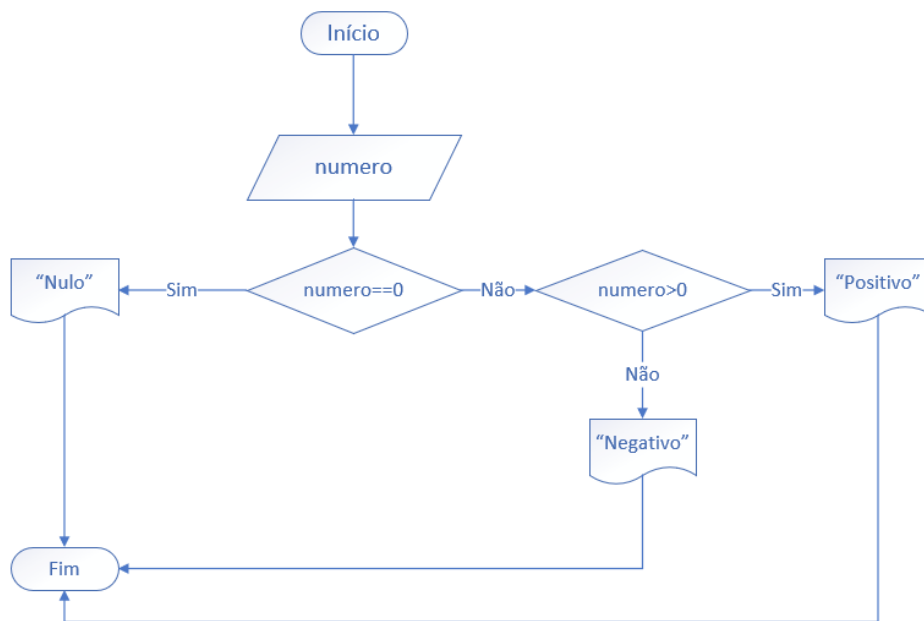 Início
numero
“Nulo”
Sim
numero==0
Não
numero>0
Sim
“Positivo”
Não
“Negativo”
Fim